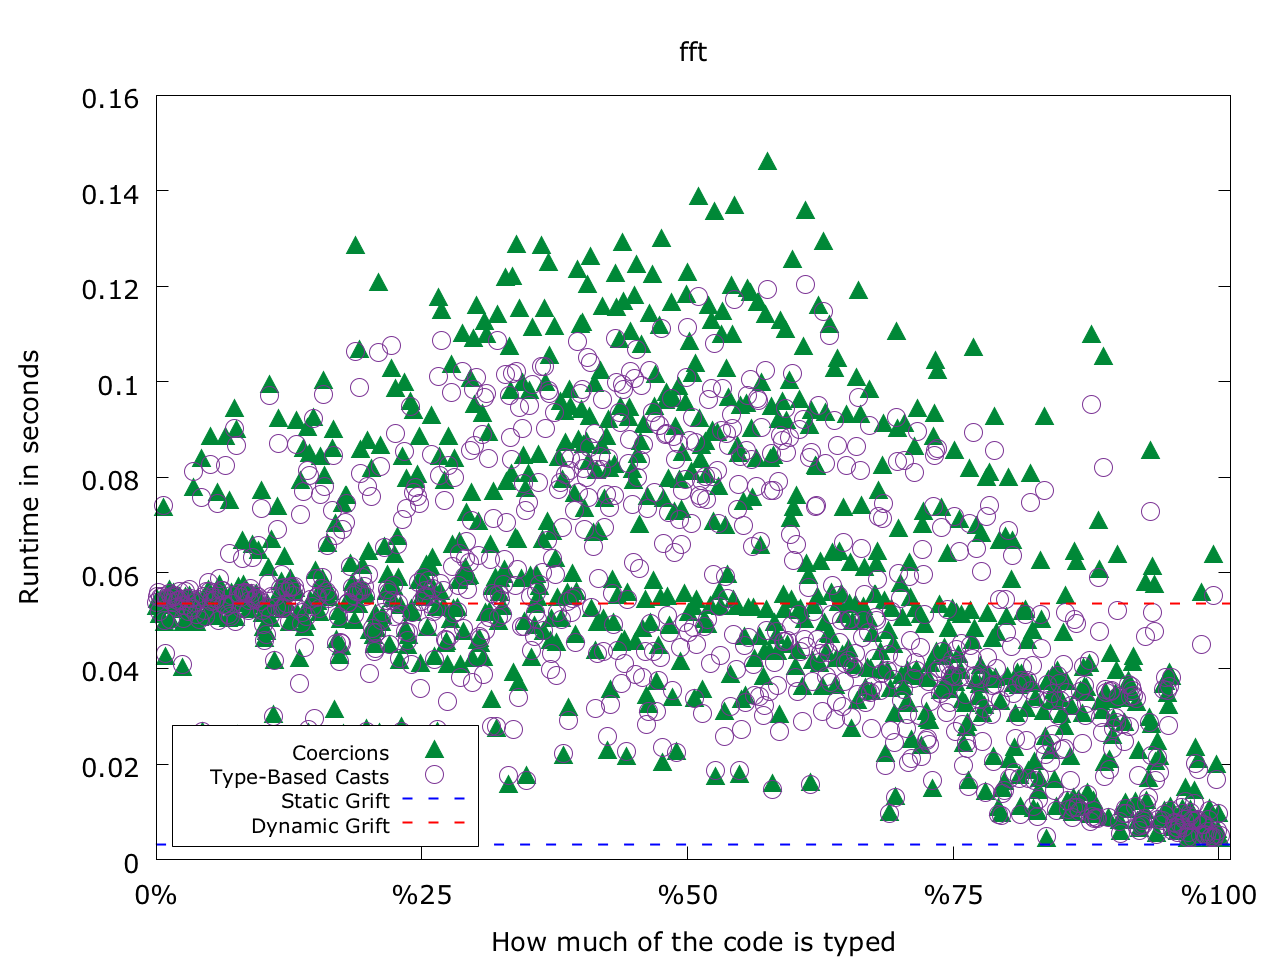 fft
0.16
0.14
0.12
0.1
0.08
0.06
0.04
0.02
0
Runtime in seconds
Coercions
Type-Based Casts
Static Grift
Dynamic Grift
0% %25 %50 %75 %100
How much of the code is typed